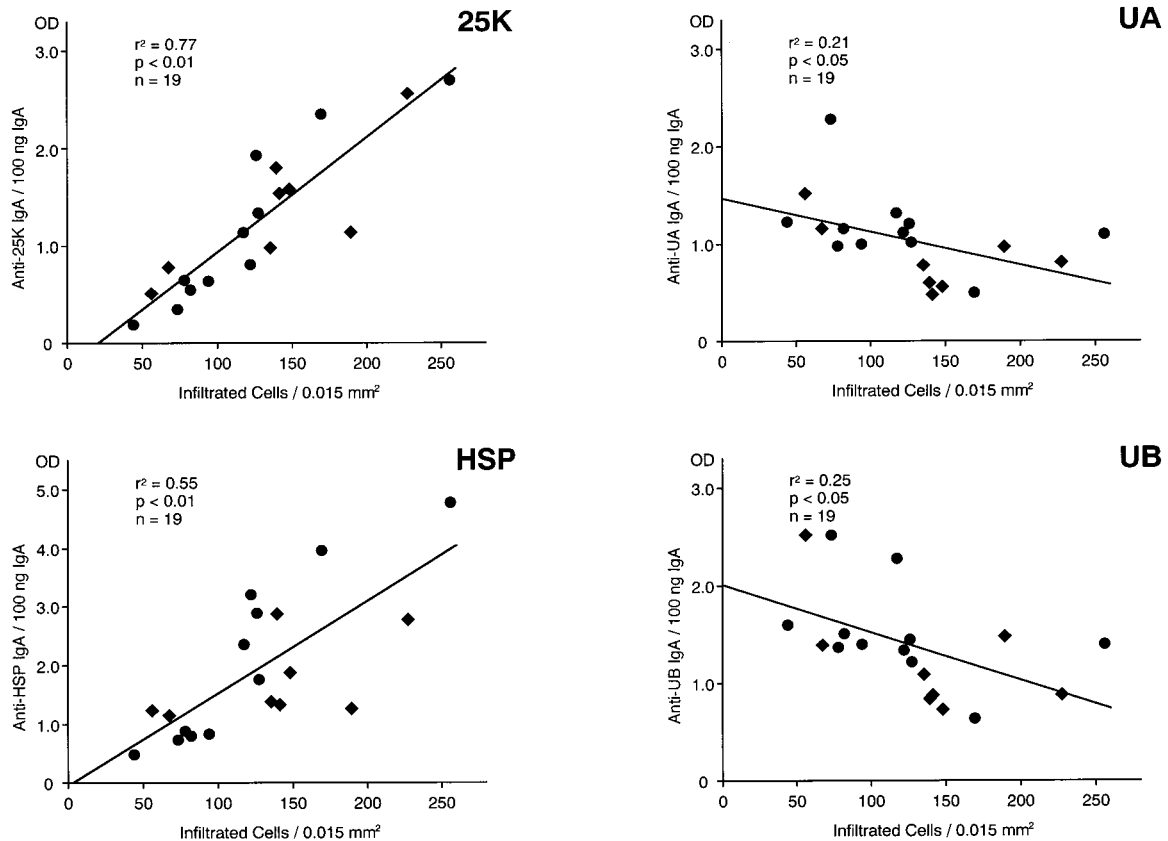 25K
OD
r² = 0.77
p < 0.01
n = 19
3.0
2.0
1.0
0
Anti-25K IgA / 100 ng IgA
0 50 100 150 200 250
Infiltrated Cells / 0.015 mm²
UA
OD
r² = 0.21
p < 0.05
n = 19
3.0
2.0
1.0
0
Anti-UA IgA / 100 ng IgA
0 50 100 150 200 250
Infiltrated Cells / 0.015 mm²
HSP
OD
r² = 0.55
p < 0.01
n = 19
5.0
4.0
3.0
2.0
1.0
0
Anti-HSP IgA / 100 ng IgA
0 50 100 150 200 250
Infiltrated Cells / 0.015 mm²
UB
OD
r² = 0.25
p < 0.05
n = 19
3.0
2.0
1.0
0
Anti-UB IgA / 100 ng IgA
0 50 100 150 200 250
Infiltrated Cells / 0.015 mm²